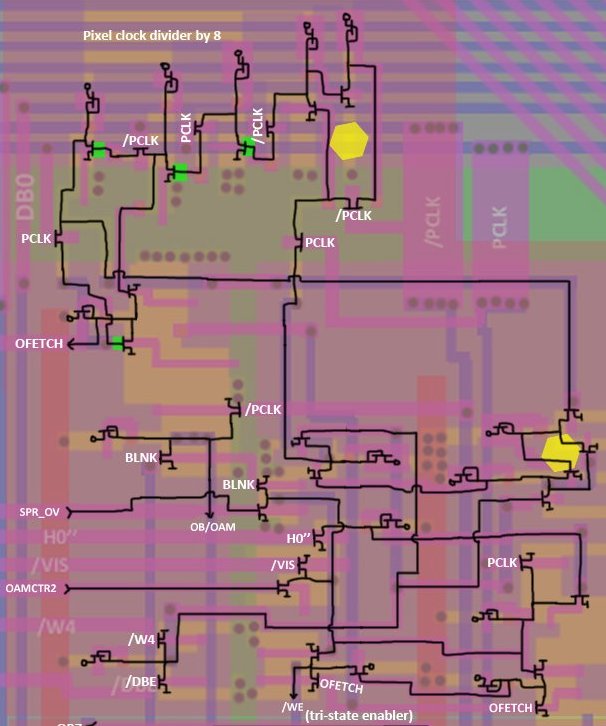 Pixel clock divider by 8
/PCLK
PCLK
/PCLK
DB0
/PCLK
PCLK
/PCLK
PCLK
PCLK
OFETCH
/PCLK
BLNK
BLNK
SPR_OV
OB/OAM
H0''
H0''
/VIS
/VIS
PCLK
OAMCTR2
/W4
/W4
/DBE
/DBE
OFETCH
/WE
OFETCH
(tri-state enabler)